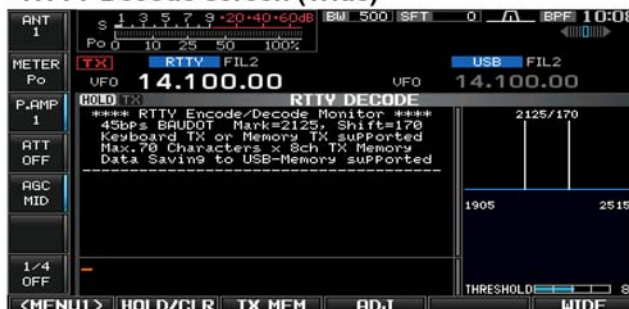 RTTY Decode Screen (Wide)
ANT 1
S 1 3 5 7 9 +20+40+60dB BW 500 SFT 0 BPF 10:08
Po 0 10 25 50 100%
METER Po
TX RTTY FIL2 USB FIL2
VFO 14.100.00 VFO 14.100.00
P.AMP 1
HOLD TX RTTY DECODE
**** RTTY Encode/Decode Monitor ****
45bps BAUDOT Mark=2125, Shift=170
Keyboard TX or Memory TX supported
Max.70 Characters x 8ch TX Memory
Data Saving to USB-Memory supported
2125/170
ATT OFF
AGC MID
1905 2515
1/4 OFF
THRESHOLD 8
<MENU1> HOLD/CLR TX MEM ADJ WIDE